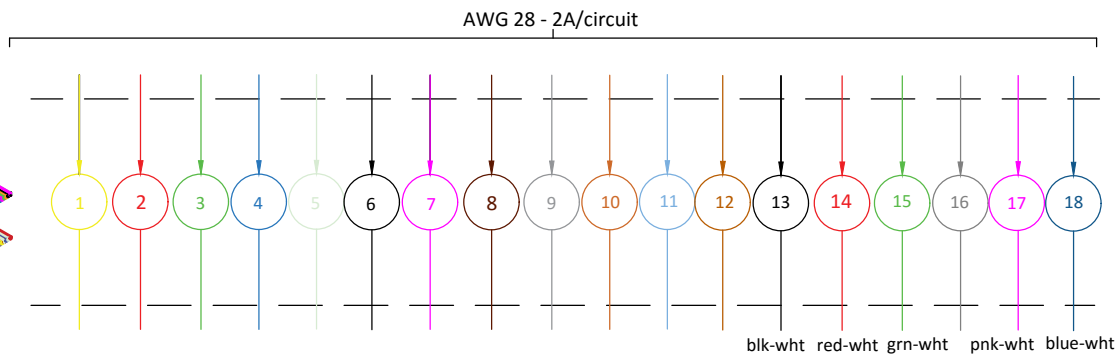 AWG 28 - 2A/circuit
1 2 3 4 5 6 7 8 9 10 11 12 13 14 15 16 17 18
blk-wht red-wht grn-wht pnk-wht blue-wht